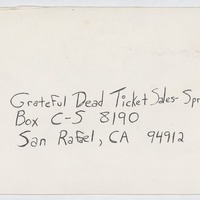 Grateful Dead Ticket Sales- Spr
Box C-S 8190
San Rafael, CA 94912